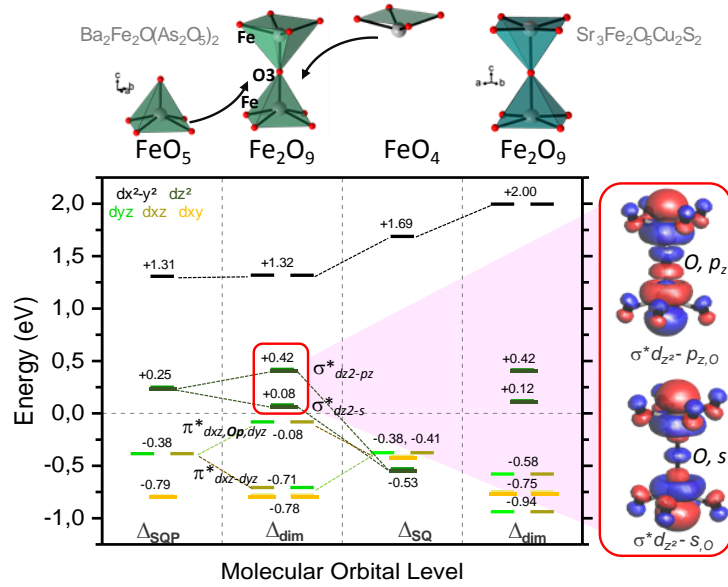 Ba₂Fe₂O(As₂O₅)₂
Sr₃Fe₂O₅Cu₂S₂
Fe
O3
Fe
c
b
c
a b
FeO₅
Fe₂O₉
FeO₄
Fe₂O₉
dx²-y² dz²
dyz dxz dxy
Energy (eV)
2,0
1,5
1,0
0,5
0,0
-0,5
-1,0
+1.31
+1.32
+1.69
+2.00
+0.25
+0.42
σ*dz2-pz
+0.08
σ*dz2-s
+0.42
+0.12
π*dxz,Op,dyz
-0.08
-0.38
-0.38, -0.41
π*dxz-dyz
-0.71
-0.53
-0.58
-0.79
-0.78
-0.75
-0.94
ΔSQP
Δdim
ΔSQ
Δdim
Molecular Orbital Level
O, pz
σ*dz²- pz,O
O, s
σ*dz²- s,O